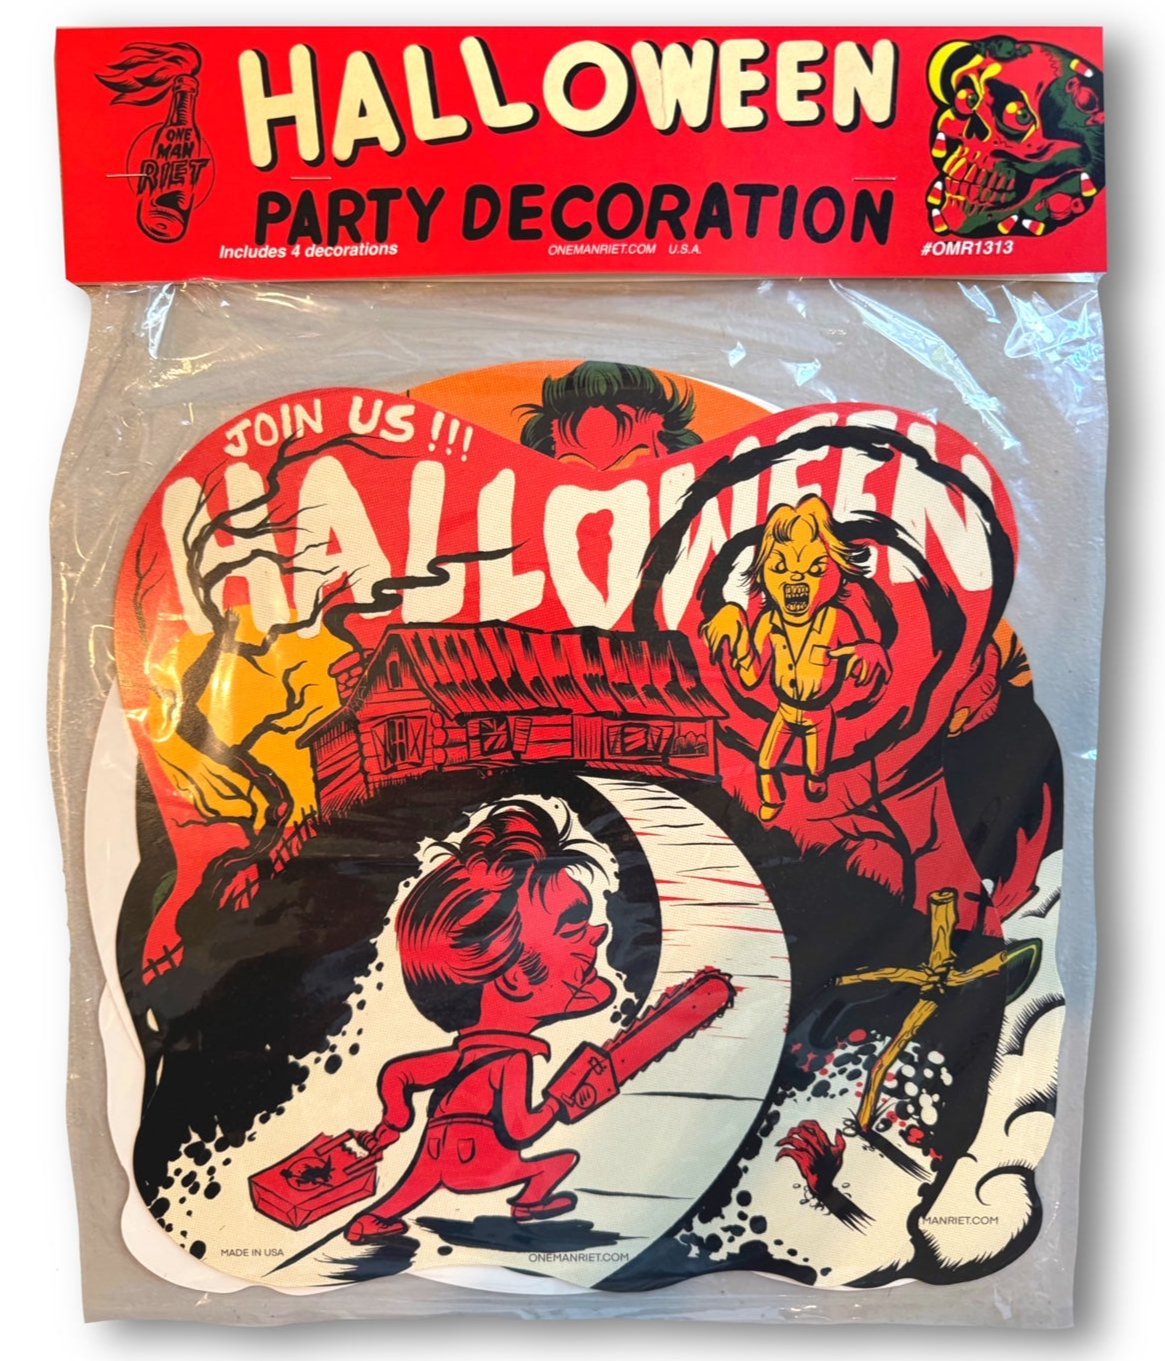 ONE
MAN
RIET
HALLOWEEN
PARTY DECORATION
Includes 4 decorations
ONEMANRIET.COM U.S.A.
#OMR1313
JOIN US!!!
HALLOWEEN
MADE IN USA
ONEMANRIET.COM
MANRIET.COM